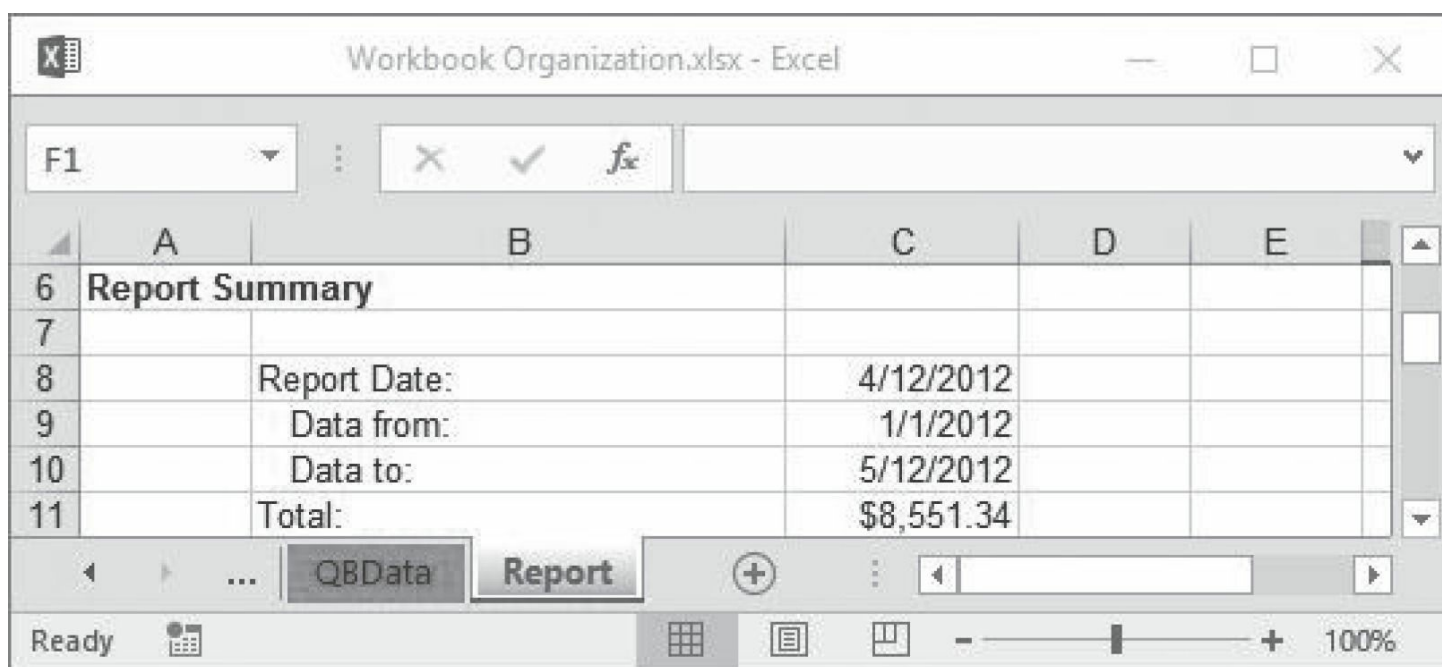 Workbook Organization.xlsx - Excel
F1 fx
A B C D E
6 Report Summary
7
8 Report Date: 4/12/2012
9 Data from: 1/1/2012
10 Data to: 5/12/2012
11 Total: $8,551.34
... QBData Report
Ready 100%